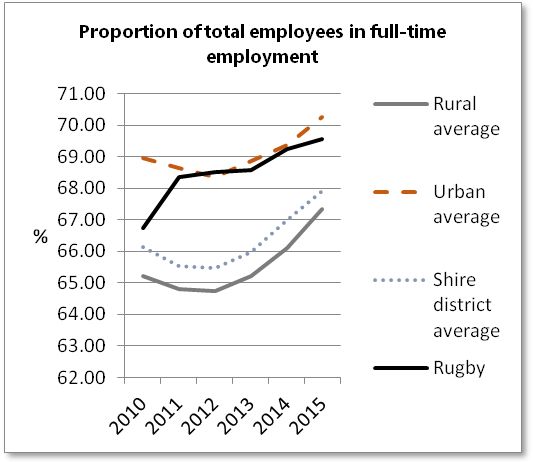 Proportion of total employees in full-time
employment
71.00
70.00
69.00
68.00
67.00
66.00
65.00
64.00
63.00
62.00
%
2010
2011
2012
2013
2014
2015
Rural
average
Urban
average
Shire
district
average
Rugby